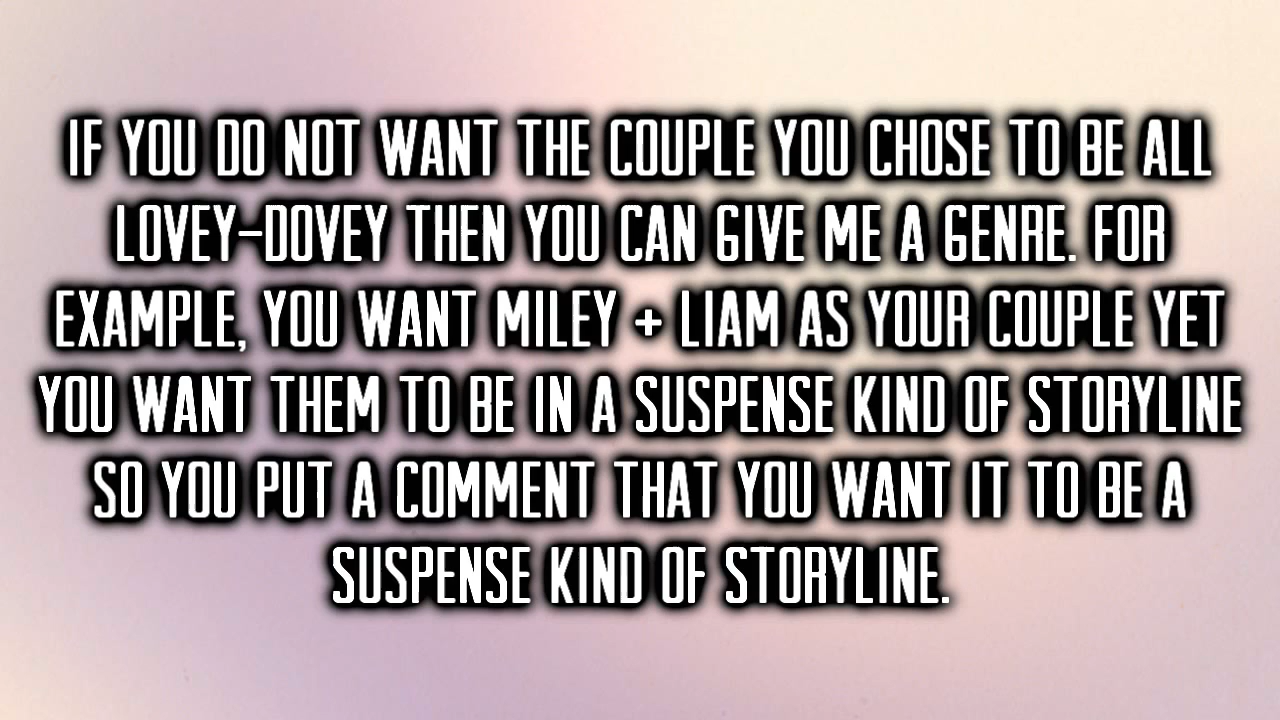 IF YOU DO NOT WANT THE COUPLE YOU CHOSE TO BE ALL
LOVEY-DOVEY THEN YOU CAN GIVE ME A GENRE. FOR
EXAMPLE, YOU WANT MILEY + LIAM AS YOUR COUPLE YET
YOU WANT THEM TO BE IN A SUSPENSE KIND OF STORYLINE
SO YOU PUT A COMMENT THAT YOU WANT IT TO BE A
SUSPENSE KIND OF STORYLINE.